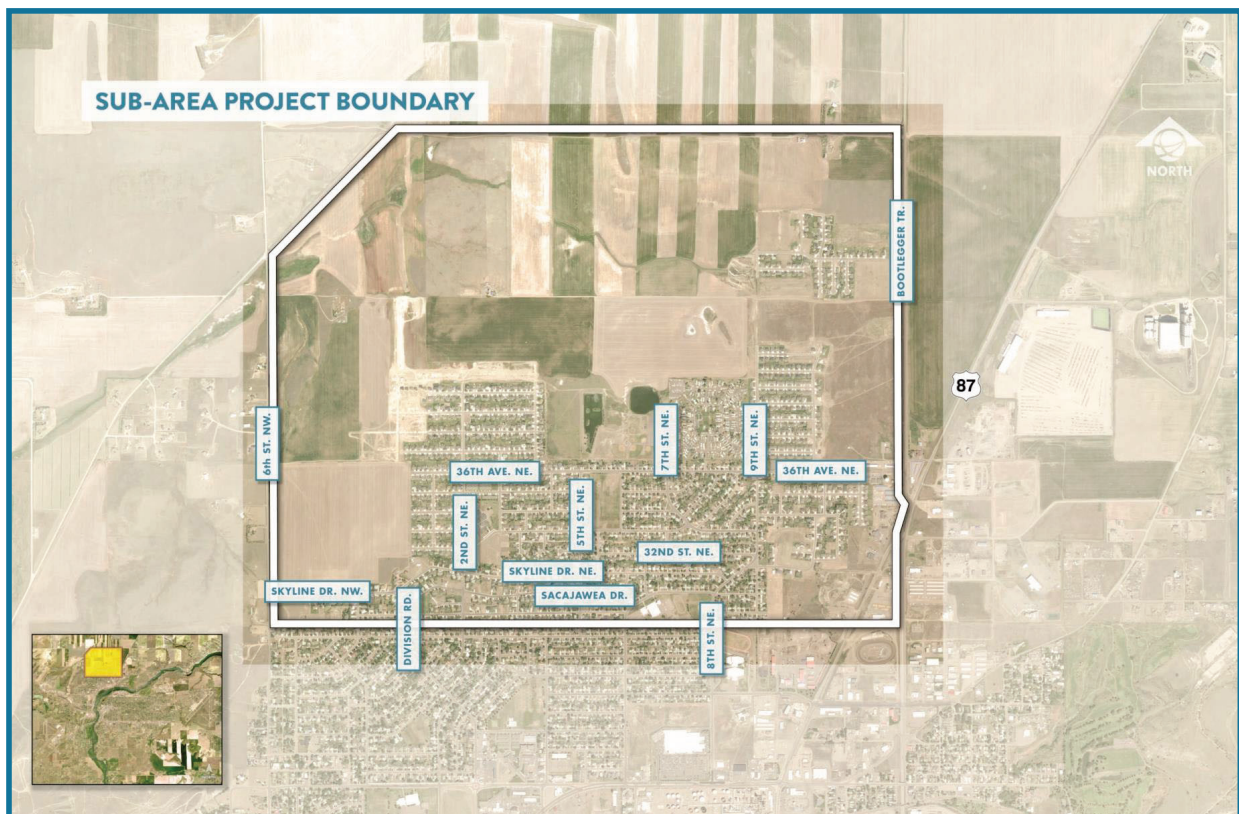 SUB-AREA PROJECT BOUNDARY
NORTH
BOOTLEGGER TR.
87
6th ST. NW.
7TH ST. NE.
9TH ST. NE.
36TH AVE. NE.
36TH AVE. NE.
2ND ST. NE.
5TH ST. NE.
32ND ST. NE.
SKYLINE DR. NE.
SKYLINE DR. NW.
SACAJAWEA DR.
DIVISION RD.
8TH ST. NE.